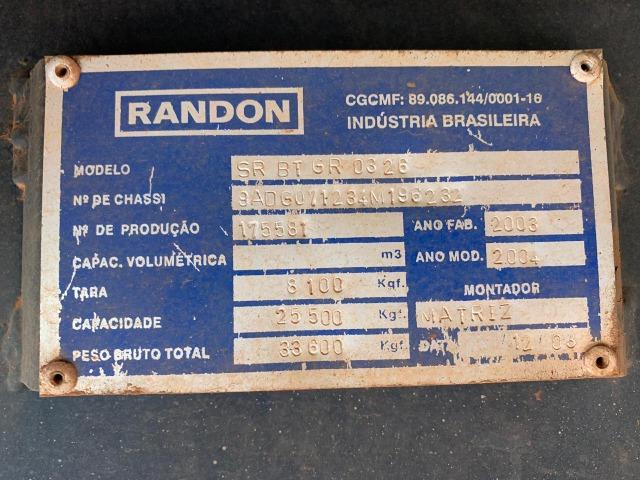 RANDON
CGCMF: 89.086.144/0001-16
INDÚSTRIA BRASILEIRA
MODELO SR BT GR 03 26
Nº DE CHASSI
Nº DE PRODUÇÃO 175581 ANO FAB. 2003
CAPAC. VOLUMÉTRICA m3 ANO MOD. 2004
TARA 8 100 Kgf. MONTADOR
CAPACIDADE 25 500 Kgf. MATRIZ
PESO BRUTO TOTAL 33 600 Kgf.